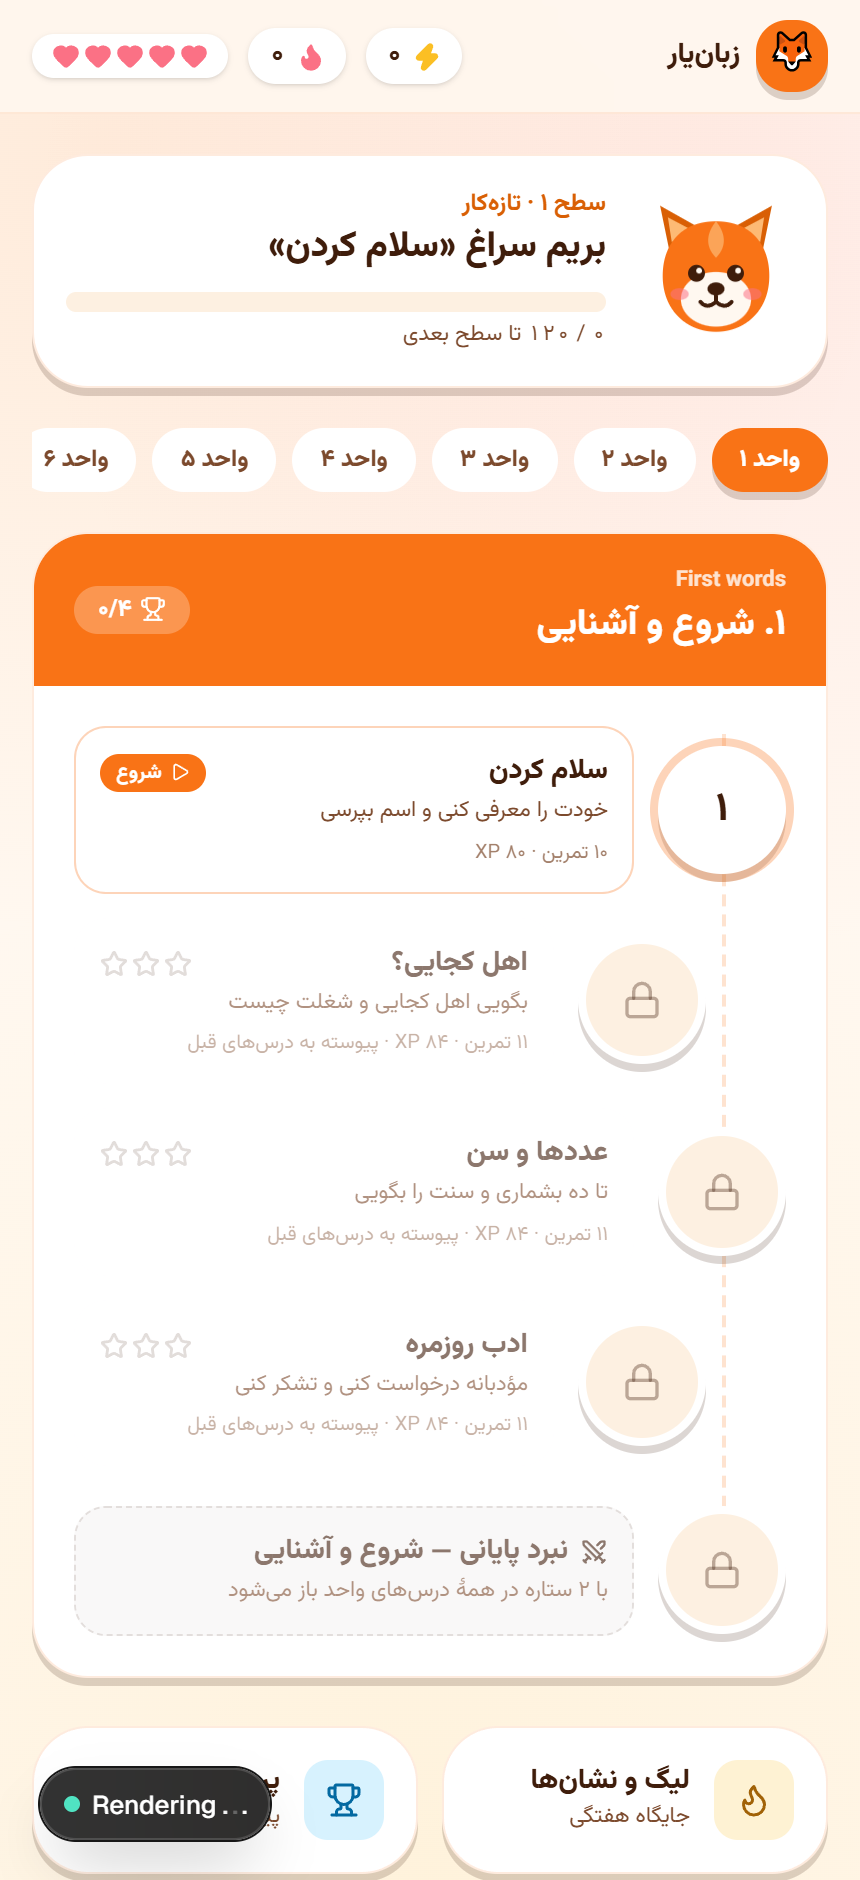 زبان‌یار
۰
۰
سطح ۱ · تازه‌کار
بریم سراغ «سلام کردن»
۰ / ۱۲۰ تا سطح بعدی
واحد ۱
واحد ۲
واحد ۳
واحد ۴
واحد ۵
واحد ۶
First words
۱. شروع و آشنایی
۰/۴
۱
سلام کردن
شروع
خودت را معرفی کنی و اسم بپرسی
۱۰ تمرین · ۸۰ XP
اهل کجایی؟
بگویی اهل کجایی و شغلت چیست
۱۱ تمرین · ۸۴ XP · پیوسته به درس‌های قبل
عددها و سن
تا ده بشماری و سنت را بگویی
۱۱ تمرین · ۸۴ XP · پیوسته به درس‌های قبل
ادب روزمره
مؤدبانه درخواست کنی و تشکر کنی
۱۱ تمرین · ۸۴ XP · پیوسته به درس‌های قبل
نبرد پایانی — شروع و آشنایی
با ۲ ستاره در همهٔ درس‌های واحد باز می‌شود
لیگ و نشان‌ها
جایگاه هفتگی
Rendering ...